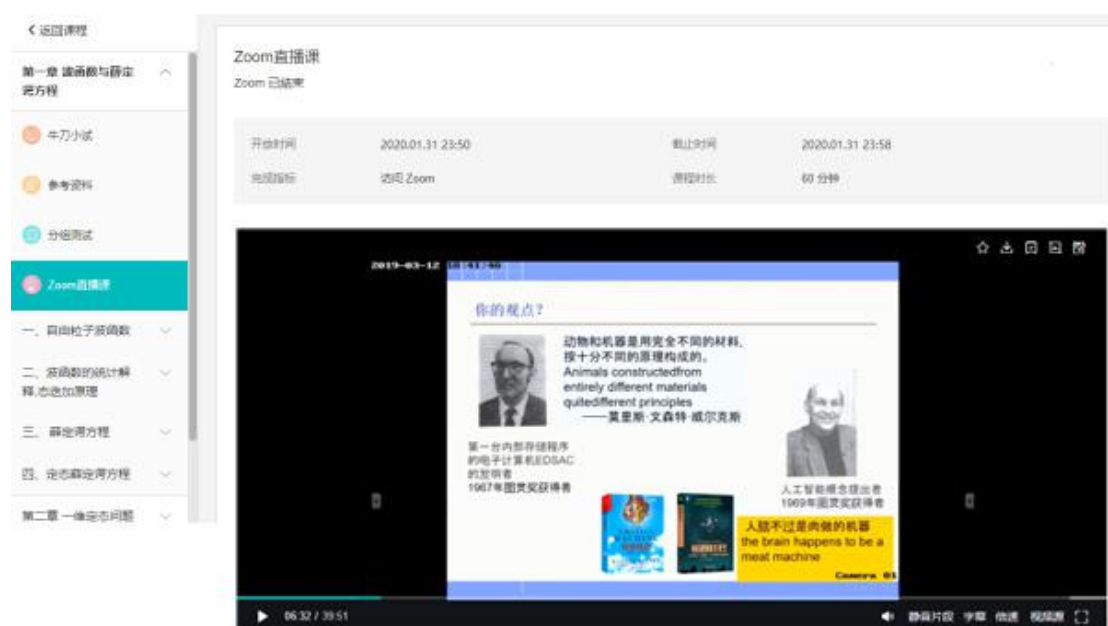 返回课程
第一章 波函数与薛定
谔方程
牛刀小试
参考资料
分组测试
Zoom直播课
一、自由粒子波函数
二、波函数的统计解
释,态迭加原理
三、薛定谔方程
四、定态薛定谔方程
第二章 一维定态问题
Zoom直播课
Zoom 已结束
开始时间 2020.01.31 23:50 截止时间 2020.01.31 23:58
完成指标 访问 Zoom 课程时长 60 分钟
2019-03-12 18:41:46
你的观点?
动物和机器是用完全不同的材料,
按十分不同的原理构成的。
Animals constructedfrom
entirely different materials
quitedifferent principles
——莫里斯·文森特·威尔克斯
第一台内部存储程序
的电子计算机EDSAC
的发明者
1967年图灵奖获得者
人工智能概念提出者
1969年图灵奖获得者
人脑不过是肉做的机器
the brain happens to be a
meat machine
Camera 01
06:32 / 39:51 静音片段 字幕 倍速 视频源